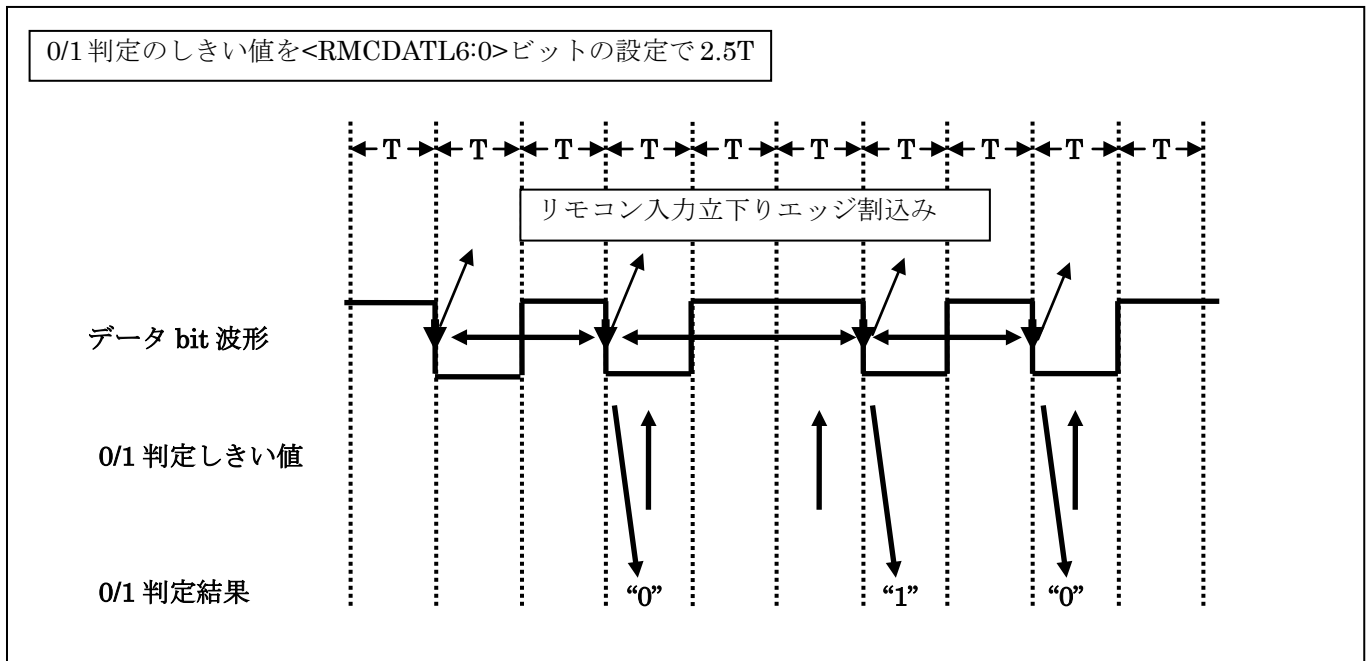 0/1 判定のしきい値を<RMCDATL6:0>ビットの設定で 2.5T
T T T T T T T T T T
リモコン入力立下りエッジ割込み
データ bit 波形
0/1 判定しきい値
0/1 判定結果 “0” “1” “0”